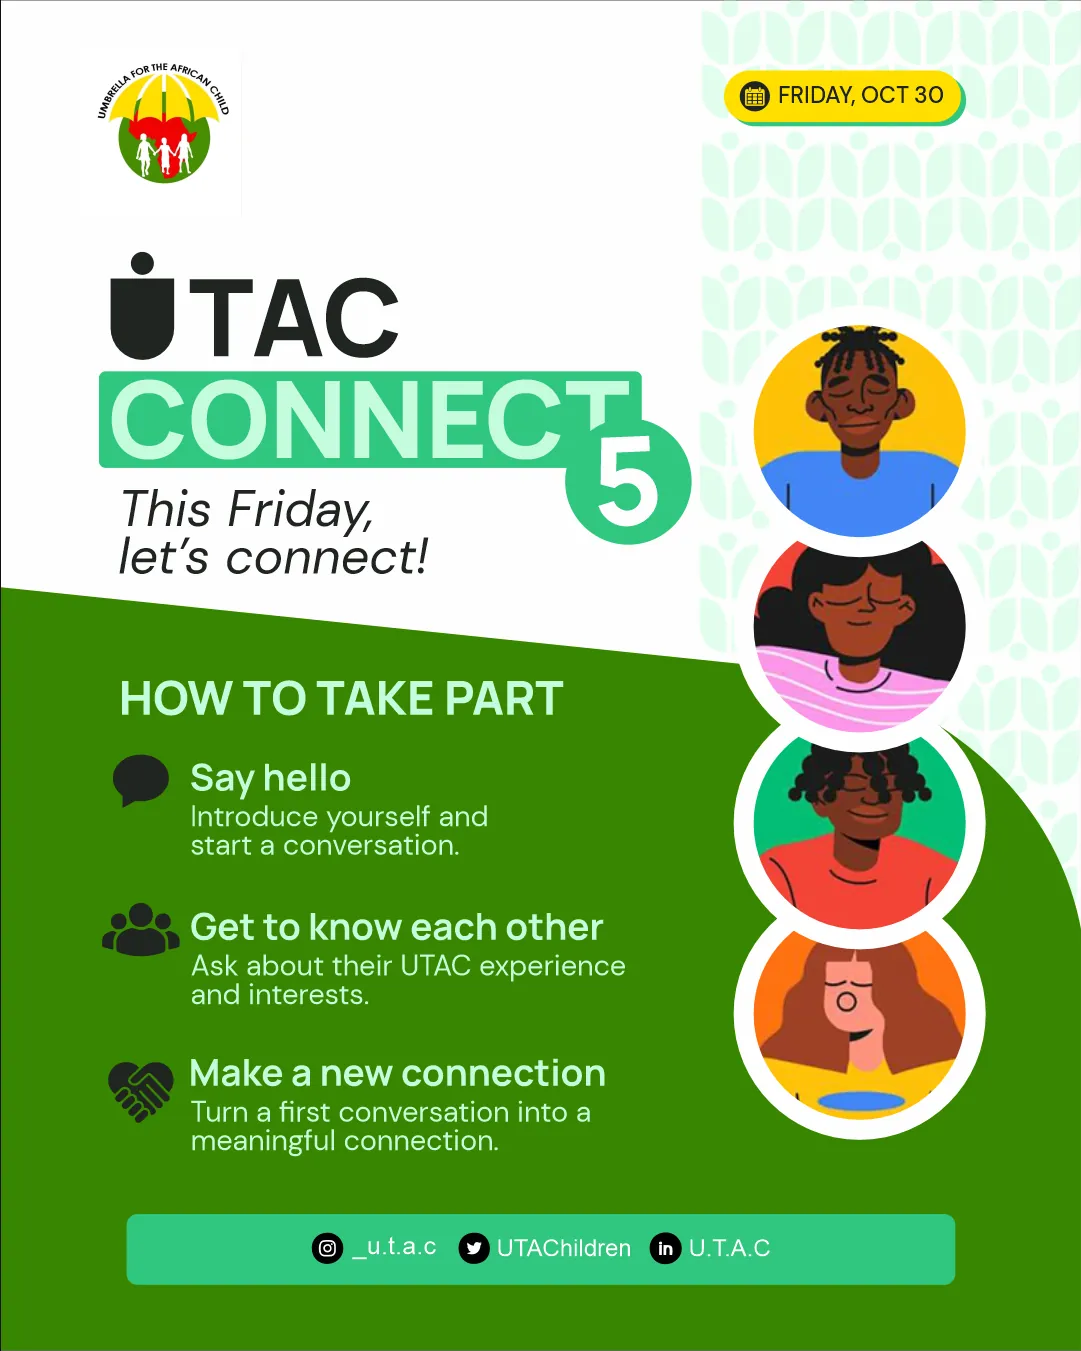 UMBRELLA FOR THE AFRICAN CHILD
FRIDAY, OCT 30
UTAC
CONNECT
5
This Friday,
let's connect!
HOW TO TAKE PART
Say hello
Introduce yourself and
start a conversation.
Get to know each other
Ask about their UTAC experience
and interests.
Make a new connection
Turn a first conversation into a
meaningful connection.
_u.t.a.c UTAChildren in U.T.A.C